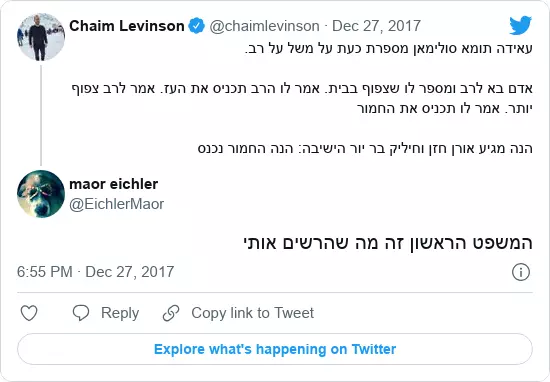 Chaim Levinson @chaimlevinson · Dec 27, 2017
עאידה תומא סולימאן מספרת כעת על משל על רב.
אדם בא לרב ומספר לו שצפוף בבית. אמר לו הרב תכניס את העז. אמר לרב צפוף
יותר. אמר לו תכניס את החמור
הנה מגיע אורן חזן וחיליק בר יור הישיבה: הנה החמור נכנס
maor eichler
@EichlerMaor
המשפט הראשון זה מה שהרשים אותי
6:55 PM · Dec 27, 2017
Reply Copy link to Tweet
Explore what's happening on Twitter